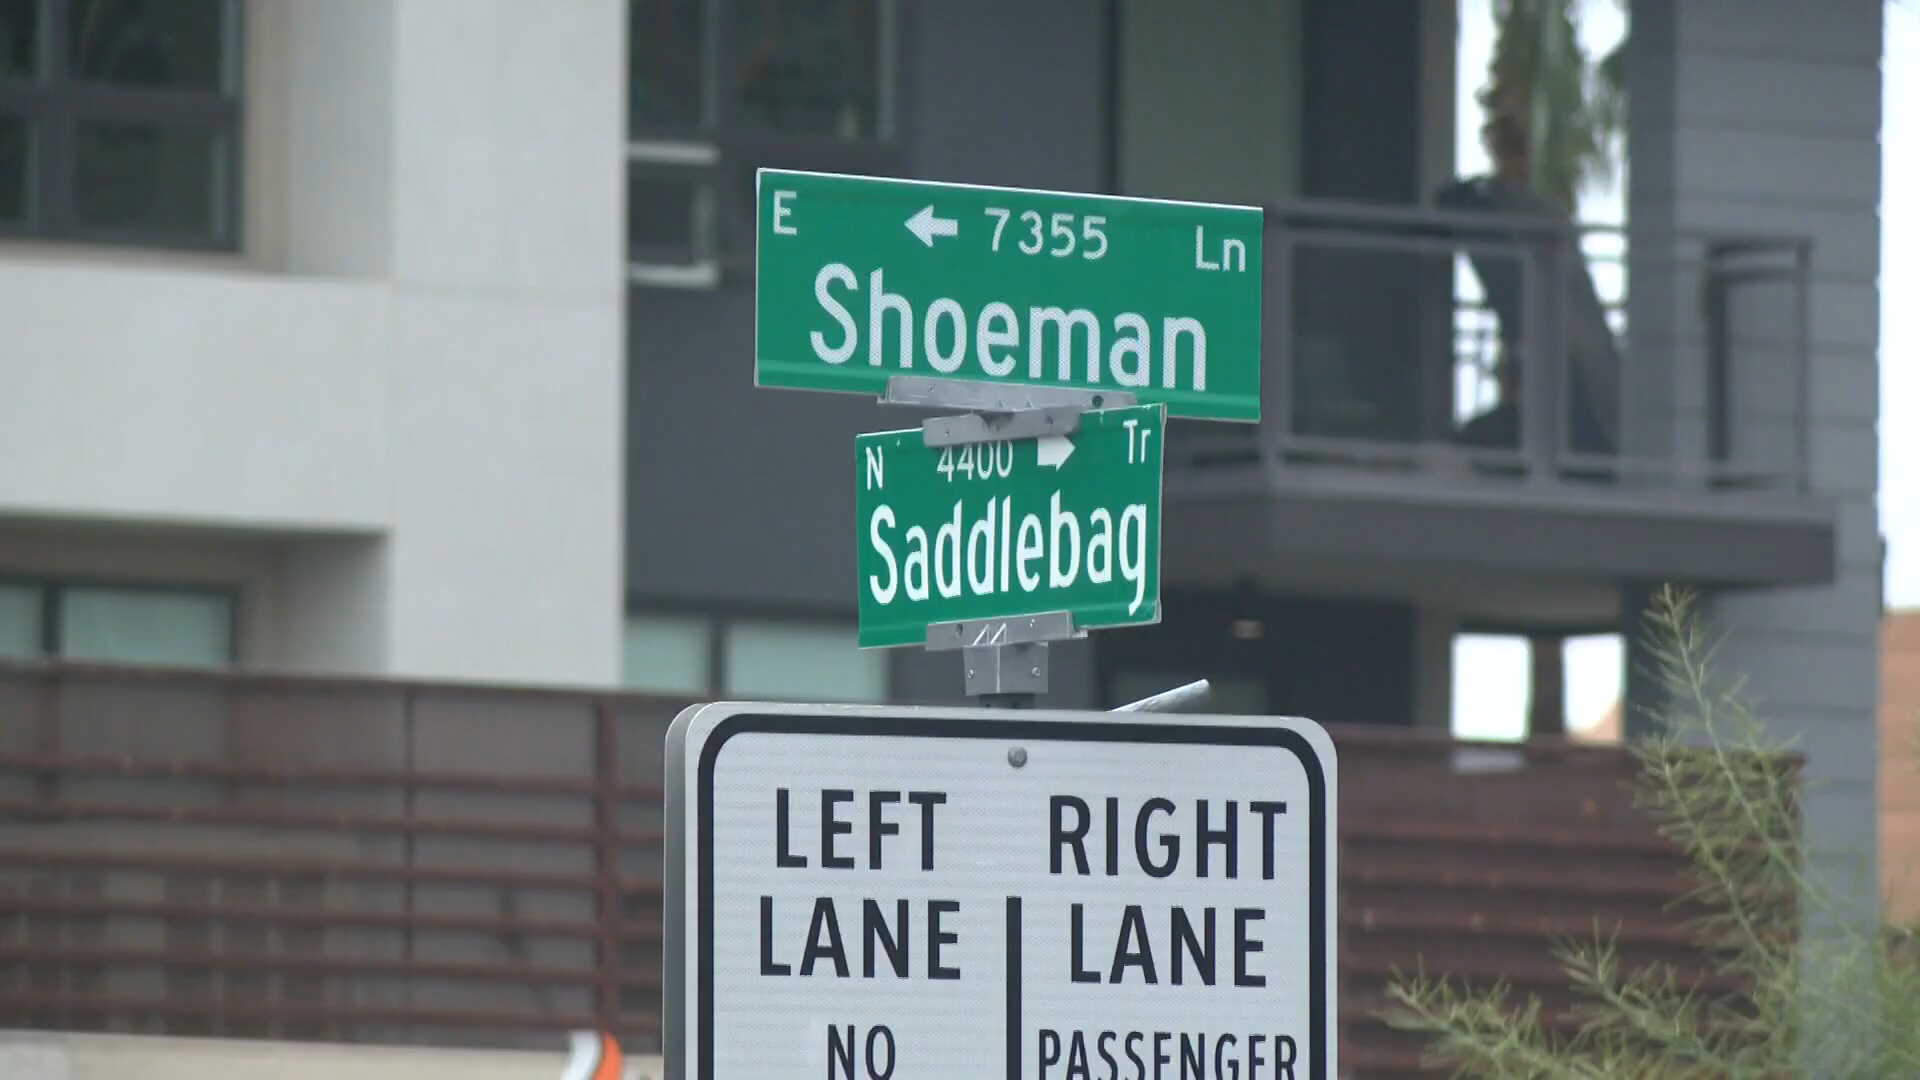 E ← 7355 Ln
Shoeman
N 4400 → Tr
Saddlebag
LEFT LANE NO
RIGHT LANE PASSENGER